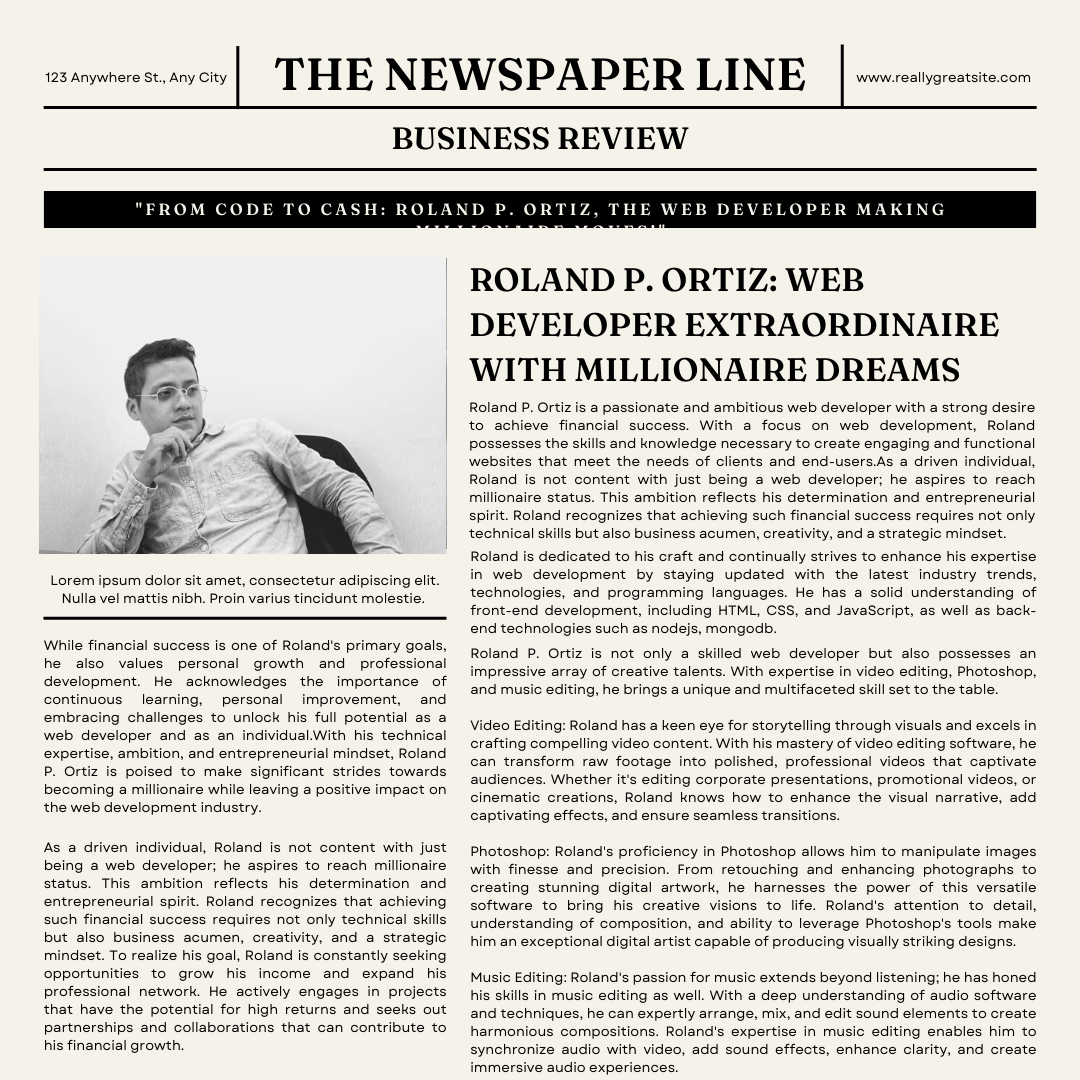 123 Anywhere St., Any City
THE NEWSPAPER LINE
www.reallygreatsite.com
BUSINESS REVIEW
"FROM CODE TO CASH: ROLAND P. ORTIZ, THE WEB DEVELOPER MAKING
MILLIONAIRE MOVES!"
Lorem ipsum dolor sit amet, consectetur adipiscing elit.
Nulla vel mattis nibh. Proin varius tincidunt molestie.
While financial success is one of Roland's primary goals,
he also values personal growth and professional
development. He acknowledges the importance of
continuous learning, personal improvement, and
embracing challenges to unlock his full potential as a
web developer and as an individual.With his technical
expertise, ambition, and entrepreneurial mindset, Roland
P. Ortiz is poised to make significant strides towards
becoming a millionaire while leaving a positive impact on
the web development industry.
As a driven individual, Roland is not content with just
being a web developer; he aspires to reach millionaire
status. This ambition reflects his determination and
entrepreneurial spirit. Roland recognizes that achieving
such financial success requires not only technical skills
but also business acumen, creativity, and a strategic
mindset. To realize his goal, Roland is constantly seeking
opportunities to grow his income and expand his
professional network. He actively engages in projects
that have the potential for high returns and seeks out
partnerships and collaborations that can contribute to
his financial growth.
ROLAND P. ORTIZ: WEB
DEVELOPER EXTRAORDINAIRE
WITH MILLIONAIRE DREAMS
Roland P. Ortiz is a passionate and ambitious web developer with a strong desire
to achieve financial success. With a focus on web development, Roland
possesses the skills and knowledge necessary to create engaging and functional
websites that meet the needs of clients and end-users.As a driven individual,
Roland is not content with just being a web developer; he aspires to reach
millionaire status. This ambition reflects his determination and entrepreneurial
spirit. Roland recognizes that achieving such financial success requires not only
technical skills but also business acumen, creativity, and a strategic mindset.
Roland is dedicated to his craft and continually strives to enhance his expertise
in web development by staying updated with the latest industry trends,
technologies, and programming languages. He has a solid understanding of
front-end development, including HTML, CSS, and JavaScript, as well as back-
end technologies such as nodejs, mongodb.
Roland P. Ortiz is not only a skilled web developer but also possesses an
impressive array of creative talents. With expertise in video editing, Photoshop,
and music editing, he brings a unique and multifaceted skill set to the table.
Video Editing: Roland has a keen eye for storytelling through visuals and excels in
crafting compelling video content. With his mastery of video editing software, he
can transform raw footage into polished, professional videos that captivate
audiences. Whether it's editing corporate presentations, promotional videos, or
cinematic creations, Roland knows how to enhance the visual narrative, add
captivating effects, and ensure seamless transitions.
Photoshop: Roland's proficiency in Photoshop allows him to manipulate images
with finesse and precision. From retouching and enhancing photographs to
creating stunning digital artwork, he harnesses the power of this versatile
software to bring his creative visions to life. Roland's attention to detail,
understanding of composition, and ability to leverage Photoshop's tools make
him an exceptional digital artist capable of producing visually striking designs.
Music Editing: Roland's passion for music extends beyond listening; he has honed
his skills in music editing as well. With a deep understanding of audio software
and techniques, he can expertly arrange, mix, and edit sound elements to create
harmonious compositions. Roland's expertise in music editing enables him to
synchronize audio with video, add sound effects, enhance clarity, and create
immersive audio experiences.